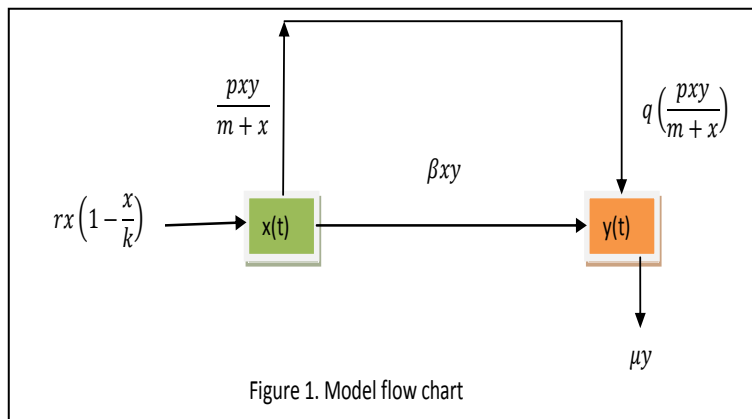 pxy / (m + x)
q (pxy / (m + x))
βxy
rx (1 − x/k)
x(t)
y(t)
μy
Figure 1. Model flow chart